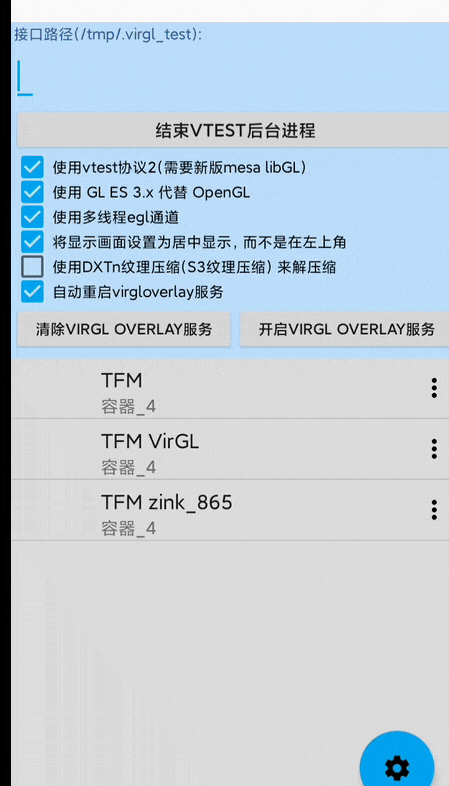 接口路径(/tmp/.virgl_test):
结束VTEST后台进程
使用vtest协议2(需要新版mesa libGL)
使用 GL ES 3.x 代替 OpenGL
使用多线程egl通道
将显示画面设置为居中显示, 而不是在左上角
使用DXTn纹理压缩(S3纹理压缩) 来解压缩
自动重启virgloverlay服务
清除VIRGL OVERLAY服务
开启VIRGL OVERLAY服务
TFM
容器_4
TFM VirGL
容器_4
TFM zink_865
容器_4